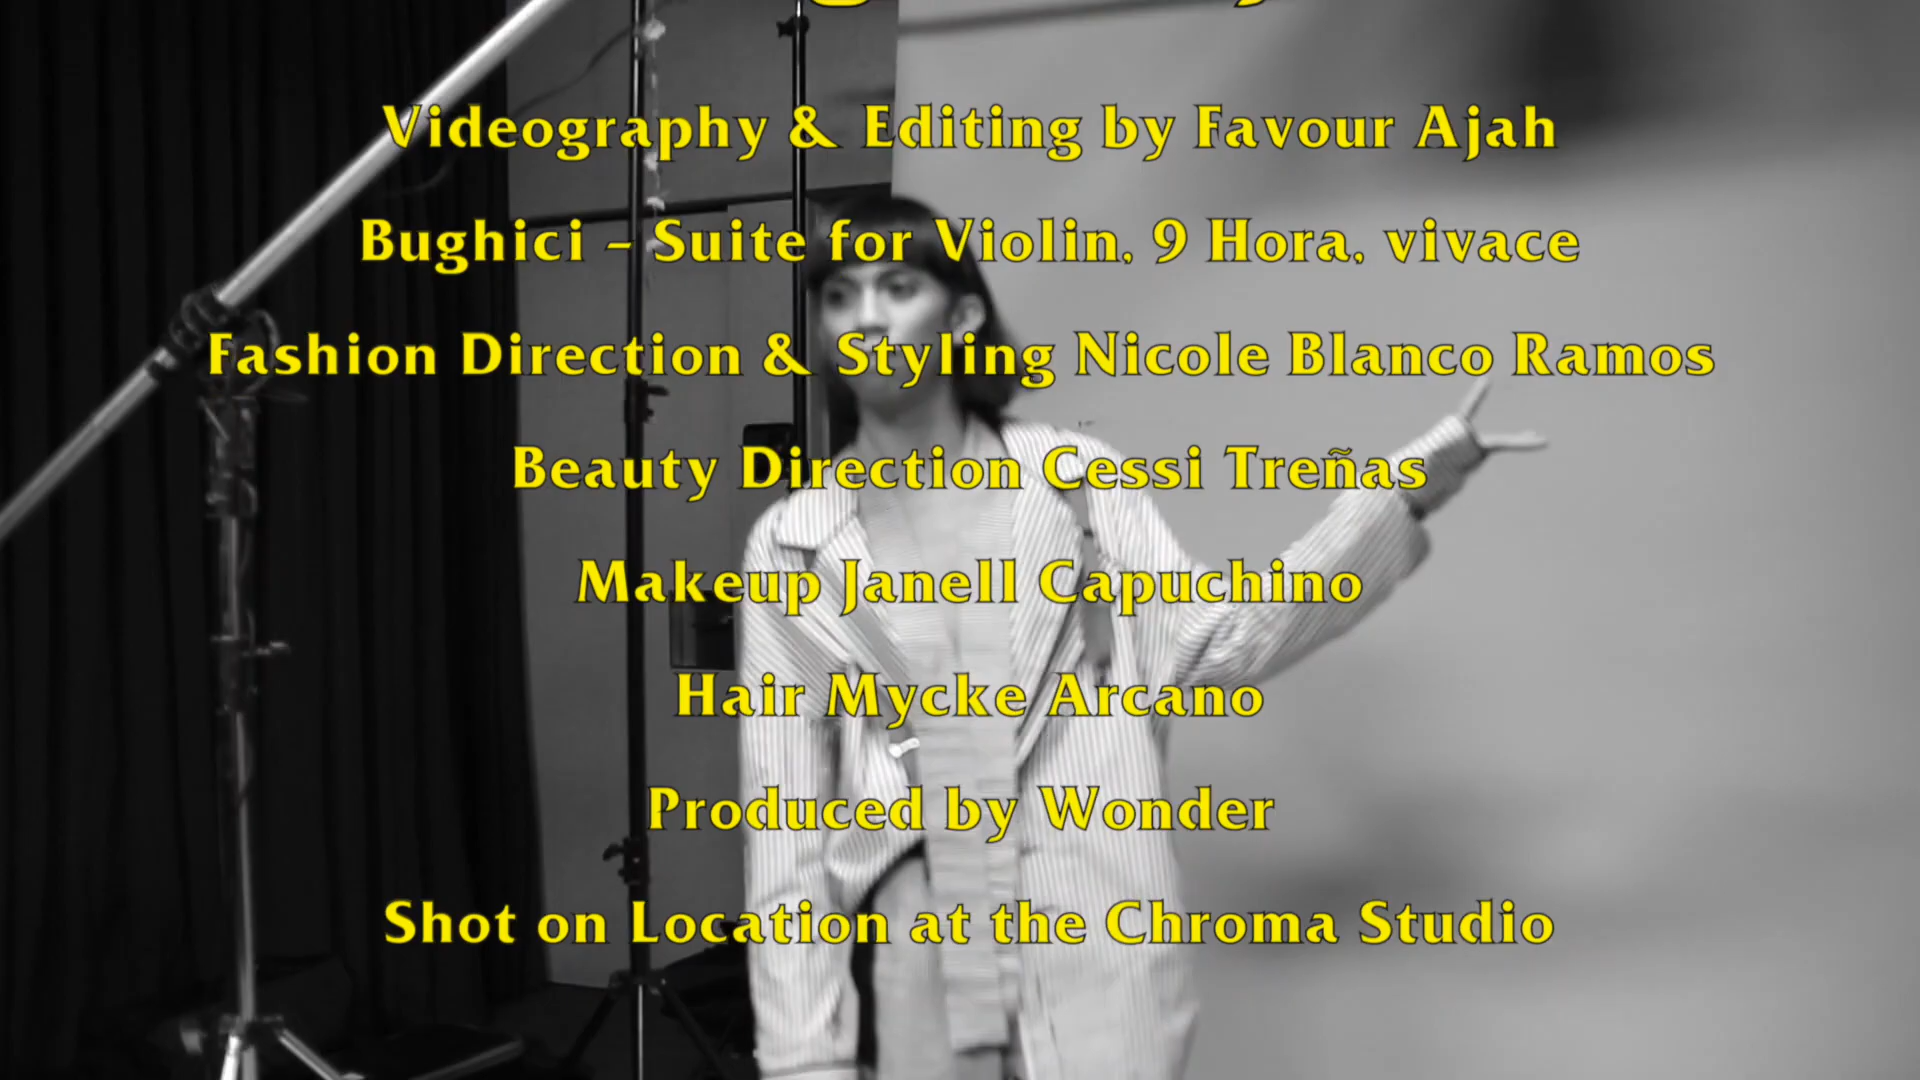 Videography & Editing by Favour Ajah
Bughici – Suite for Violin, 9 Hora, vivace
Fashion Direction & Styling Nicole Blanco Ramos
Beauty Direction Cessi Treñas
Makeup Janell Capuchino
Hair Mycke Arcano
Produced by Wonder
Shot on Location at the Chroma Studio